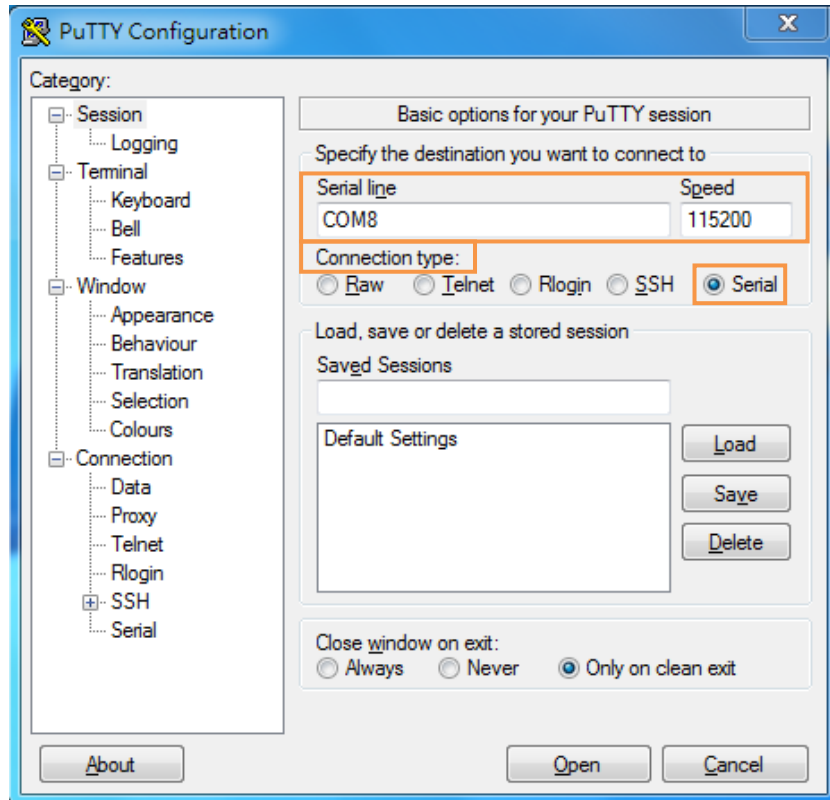 PuTTY Configuration
x
Category:
Session
Logging
Terminal
Keyboard
Bell
Features
Window
Appearance
Behaviour
Translation
Selection
Colours
Connection
Data
Proxy
Telnet
Rlogin
SSH
Serial
Basic options for your PuTTY session
Specify the destination you want to connect to
Serial line Speed
COM8 115200
Connection type:
Raw Telnet Rlogin SSH Serial
Load, save or delete a stored session
Saved Sessions
Default Settings
Load
Save
Delete
Close window on exit:
Always Never Only on clean exit
About Open Cancel